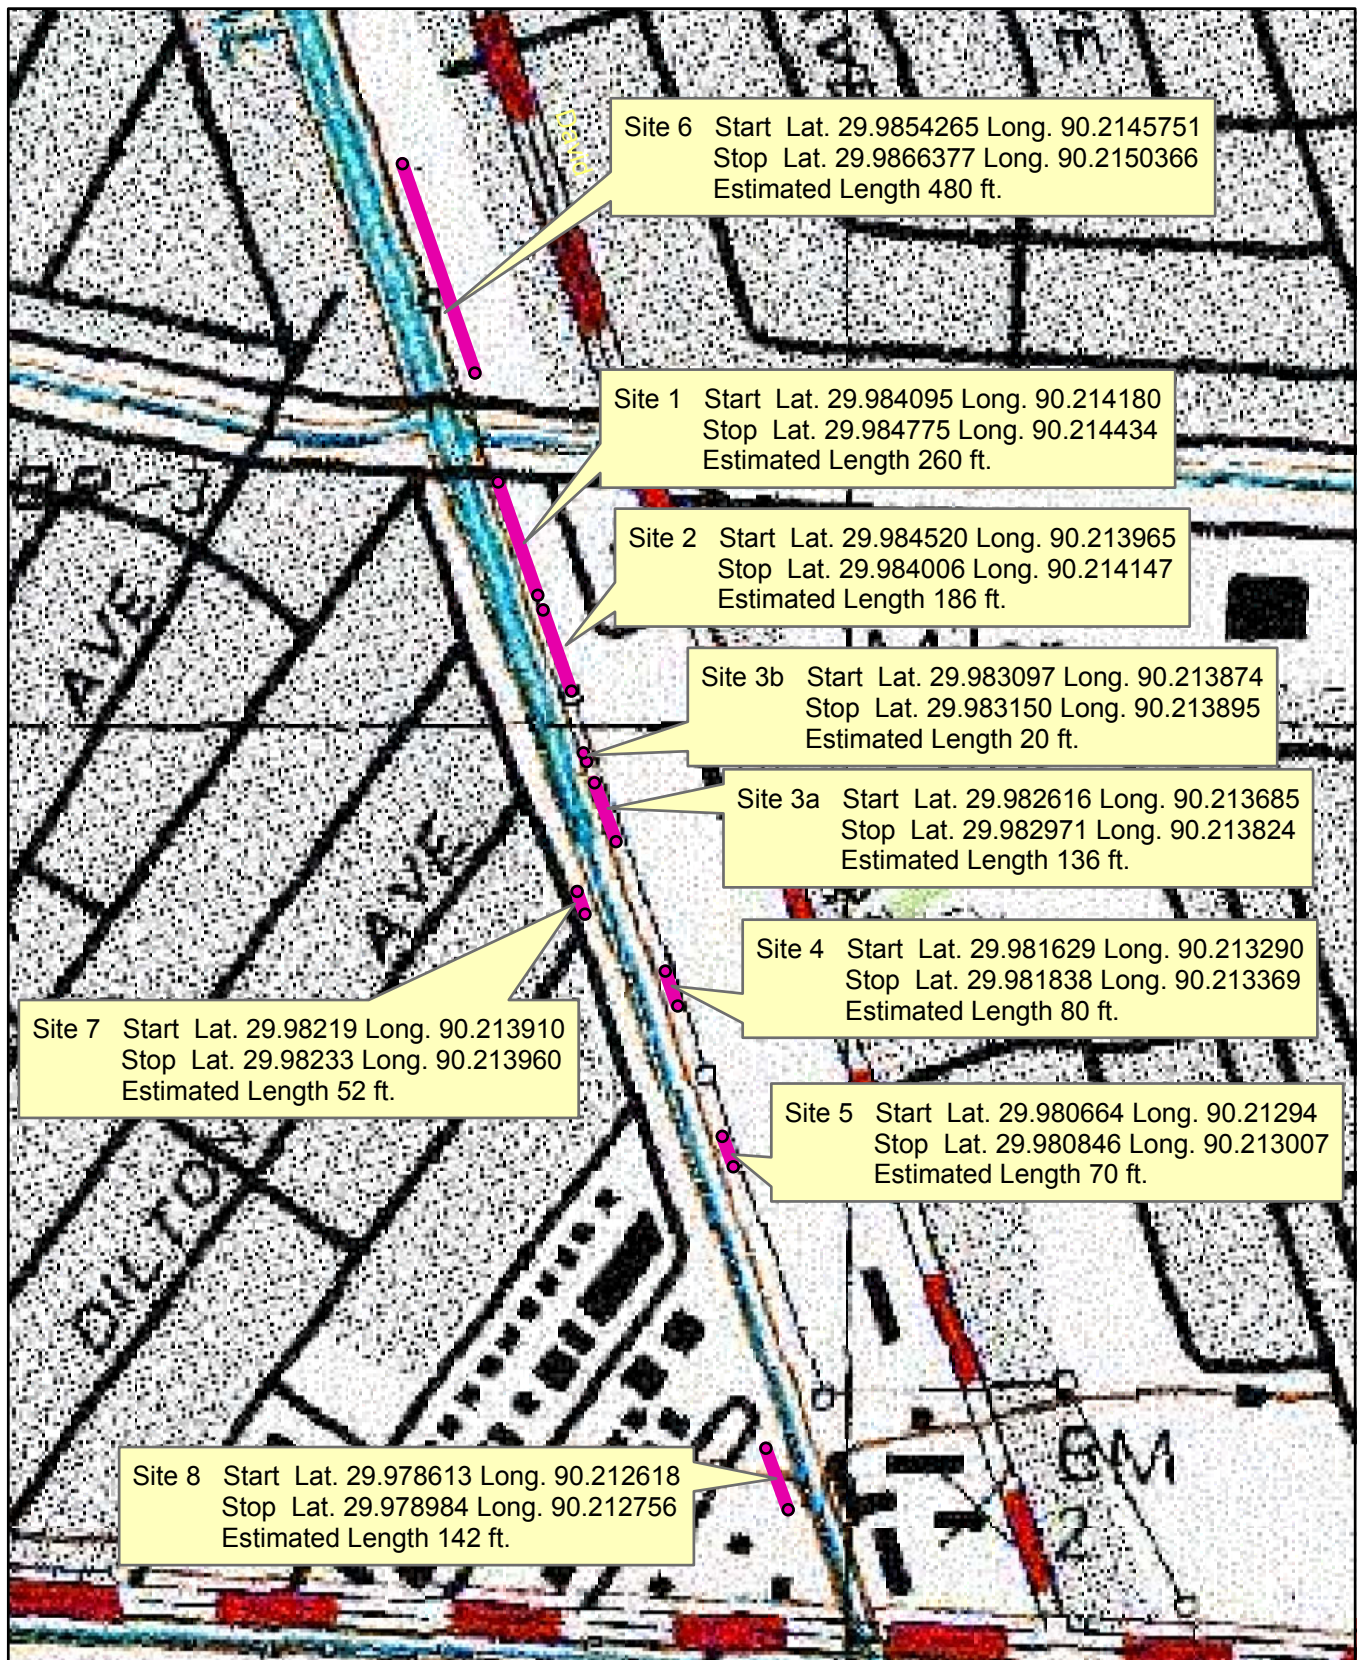 David
Site 6 Start Lat. 29.9854265 Long. 90.2145751
Stop Lat. 29.9866377 Long. 90.2150366
Estimated Length 480 ft.
Site 1 Start Lat. 29.984095 Long. 90.214180
Stop Lat. 29.984775 Long. 90.214434
Estimated Length 260 ft.
Site 2 Start Lat. 29.984520 Long. 90.213965
Stop Lat. 29.984006 Long. 90.214147
Estimated Length 186 ft.
AVE
Site 3b Start Lat. 29.983097 Long. 90.213874
Stop Lat. 29.983150 Long. 90.213895
Estimated Length 20 ft.
Site 3a Start Lat. 29.982616 Long. 90.213685
Stop Lat. 29.982971 Long. 90.213824
Estimated Length 136 ft.
AVE
Site 4 Start Lat. 29.981629 Long. 90.213290
Stop Lat. 29.981838 Long. 90.213369
Estimated Length 80 ft.
Site 7 Start Lat. 29.98219 Long. 90.213910
Stop Lat. 29.98233 Long. 90.213960
Estimated Length 52 ft.
Site 5 Start Lat. 29.980664 Long. 90.21294
Stop Lat. 29.980846 Long. 90.213007
Estimated Length 70 ft.
DILTON
BM
2
Site 8 Start Lat. 29.978613 Long. 90.212618
Stop Lat. 29.978984 Long. 90.212756
Estimated Length 142 ft.